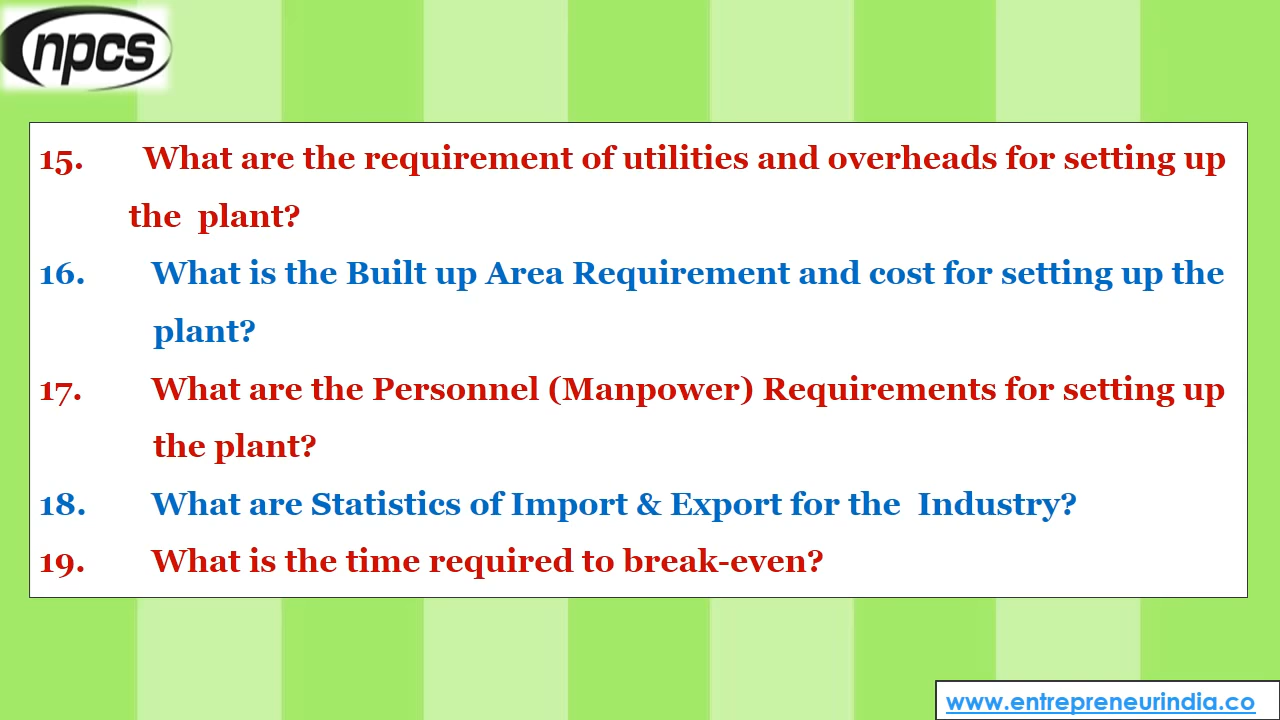 npcs
15. What are the requirement of utilities and overheads for setting up
the plant?
16. What is the Built up Area Requirement and cost for setting up the
plant?
17. What are the Personnel (Manpower) Requirements for setting up
the plant?
18. What are Statistics of Import & Export for the Industry?
19. What is the time required to break-even?
www.entrepreneurindia.co